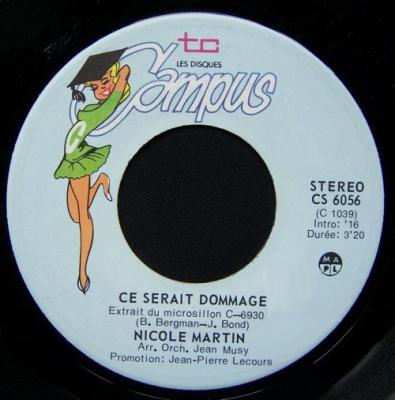 tc
LES DISQUES
Campus
C
STEREO
CS 6056
(C 1039)
Intro: '16
Durée: 3'20
M A
P L
CE SERAIT DOMMAGE
Extrait du microsillon C-6930
(B. Bergman-J. Bond)
NICOLE MARTIN
Arr. Orch. Jean Musy
Promotion: Jean-Pierre Lecours